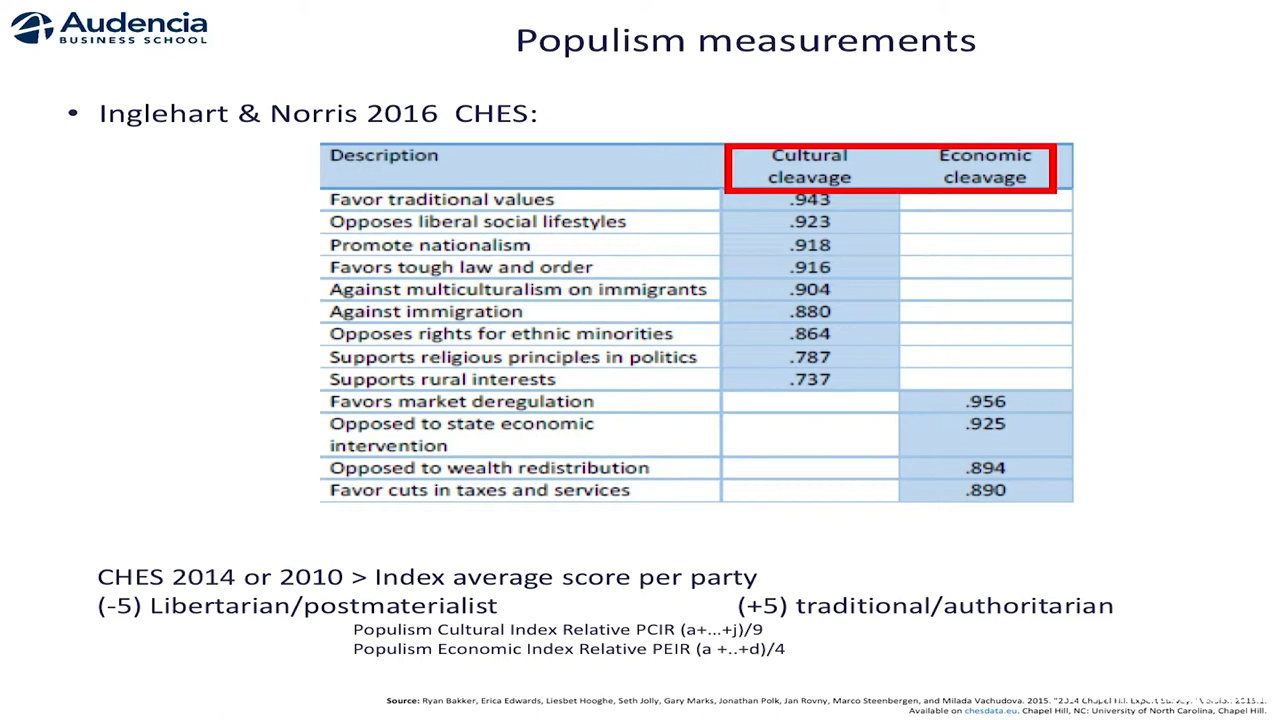 Audencia
BUSINESS SCHOOL
Populism measurements
• Inglehart & Norris 2016 CHES:
Description Cultural cleavage Economic cleavage
Favor traditional values .943
Opposes liberal social lifestyles .923
Promote nationalism .918
Favors tough law and order .916
Against multiculturalism on immigrants .904
Against immigration .880
Opposes rights for ethnic minorities .864
Supports religious principles in politics .787
Supports rural interests .737
Favors market deregulation .956
Opposed to state economic intervention .925
Opposed to wealth redistribution .894
Favor cuts in taxes and services .890
CHES 2014 or 2010 > Index average score per party
(-5) Libertarian/postmaterialist (+5) traditional/authoritarian
Populism Cultural Index Relative PCIR (a+...+j)/9
Populism Economic Index Relative PEIR (a +..+d)/4
Source: Ryan Bakker, Erica Edwards, Liesbet Hooghe, Seth Jolly, Gary Marks, Jonathan Polk, Jan Rovny, Marco Steenbergen, and Milada Vachudova. 2015.
Available on chesdata.eu. Chapel Hill, NC: University of North Carolina, Chapel Hill.